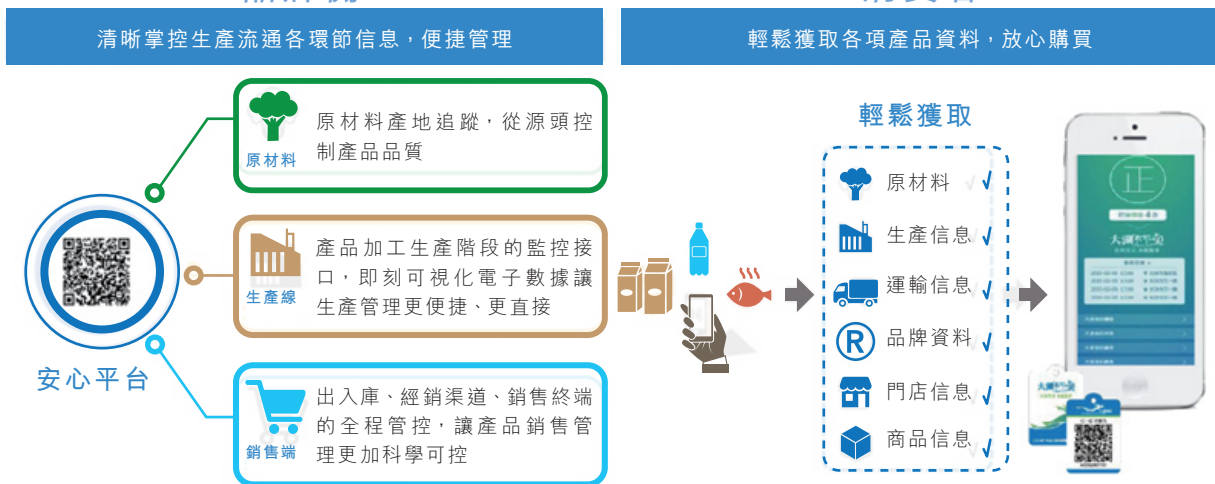 清晰掌控生產流通各環節信息，便捷管理
原材料
原材料產地追蹤，從源頭控
制產品品質
生產線
產品加工生產階段的監控接
口，即刻可視化電子數據讓
生產管理更便捷、更直接
安心平台
銷售端
出入庫、經銷渠道、銷售終端
的全程管控，讓產品銷售管
理更加科學可控
輕鬆獲取各項產品資料，放心購買
輕鬆獲取
原材料
生產信息
運輸信息
R 品牌資料
門店信息
商品信息
正